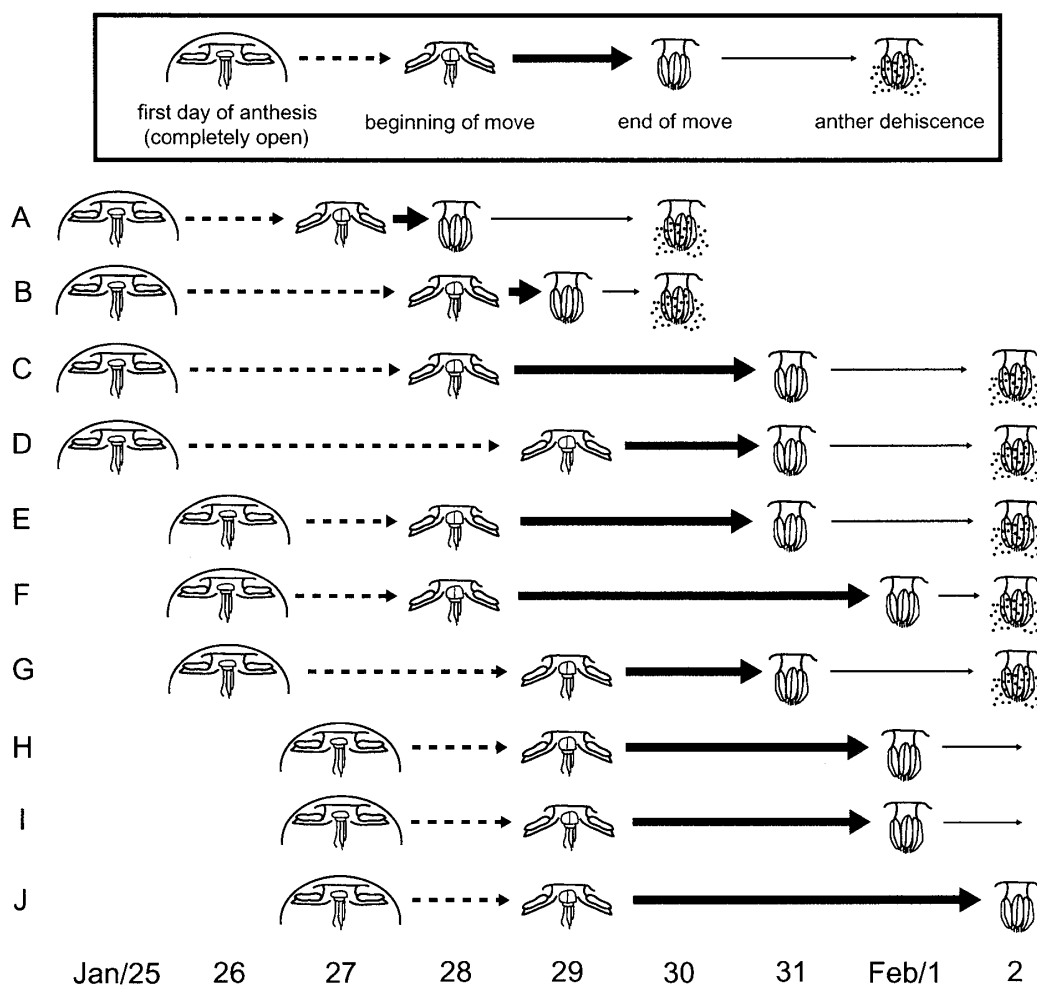 first day of anthesis
(completely open)
beginning of move
end of move
anther dehiscence
A
B
C
D
E
F
G
H
I
J
Jan/25 26 27 28 29 30 31 Feb/1 2